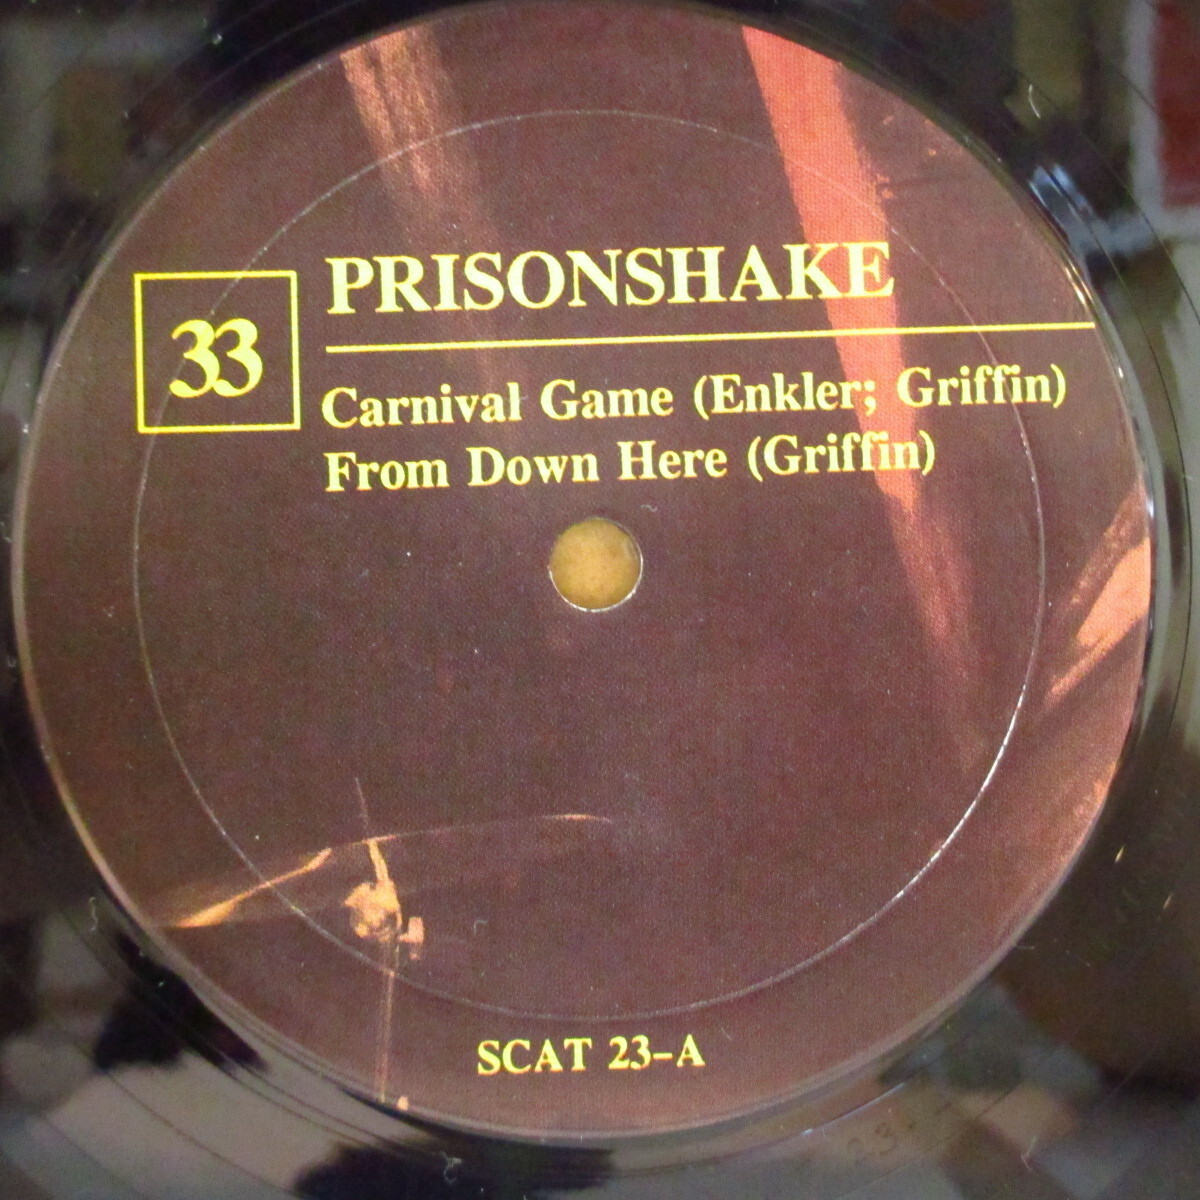 PRISONSHAKE
33
Carnival Game (Enkler; Griffin)
From Down Here (Griffin)
SCAT 23-A